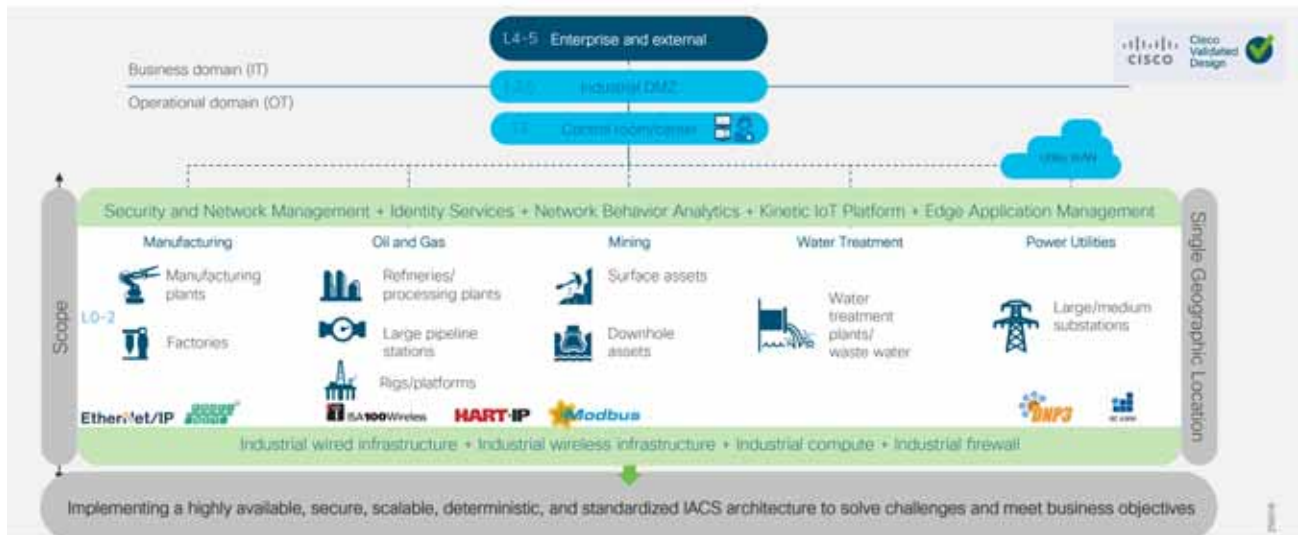 L4-5 Enterprise and external
CISCO
Cisco
Validated
Design
Business domain (IT)
Industrial DMZ
Operational domain (OT)
Control room/center
Utility WAN
Security and Network Management + Identity Services + Network Behavior Analytics + Kinetic IoT Platform + Edge Application Management
Scope
Single Geographic Location
L0-2
Manufacturing
Manufacturing
plants
Factories
Oil and Gas
Refineries/
processing plants
Large pipeline
stations
Rigs/platforms
Mining
Surface assets
Downhole
assets
Water Treatment
Water
treatment
plants/
waste water
Power Utilities
Large/medium
substations
EtherNet/IP
ISA100 Wireless
HART·IP
Modbus
DNP3
Industrial wired infrastructure + Industrial wireless infrastructure + Industrial compute + Industrial firewall
Implementing a highly available, secure, scalable, deterministic, and standardized IACS architecture to solve challenges and meet business objectives